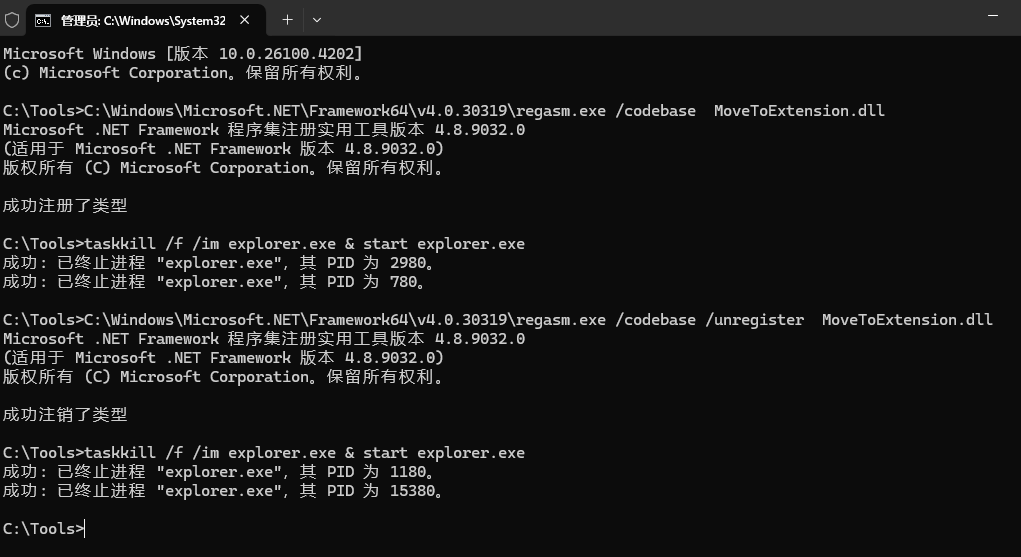 管理员: C:\Windows\System32
Microsoft Windows [版本 10.0.26100.4202]
(c) Microsoft Corporation。保留所有权利。
C:\Tools>C:\Windows\Microsoft.NET\Framework64\v4.0.30319\regasm.exe /codebase  MoveToExtension.dll
Microsoft .NET Framework 程序集注册实用工具版本 4.8.9032.0
(适用于 Microsoft .NET Framework 版本 4.8.9032.0)
版权所有 (C) Microsoft Corporation。保留所有权利。
成功注册了类型
C:\Tools>taskkill /f /im explorer.exe & start explorer.exe
成功: 已终止进程 "explorer.exe"，其 PID 为 2980。
成功: 已终止进程 "explorer.exe"，其 PID 为 780。
C:\Tools>C:\Windows\Microsoft.NET\Framework64\v4.0.30319\regasm.exe /codebase /unregister  MoveToExtension.dll
Microsoft .NET Framework 程序集注册实用工具版本 4.8.9032.0
(适用于 Microsoft .NET Framework 版本 4.8.9032.0)
版权所有 (C) Microsoft Corporation。保留所有权利。
成功注销了类型
C:\Tools>taskkill /f /im explorer.exe & start explorer.exe
成功: 已终止进程 "explorer.exe"，其 PID 为 1180。
成功: 已终止进程 "explorer.exe"，其 PID 为 15380。
C:\Tools>